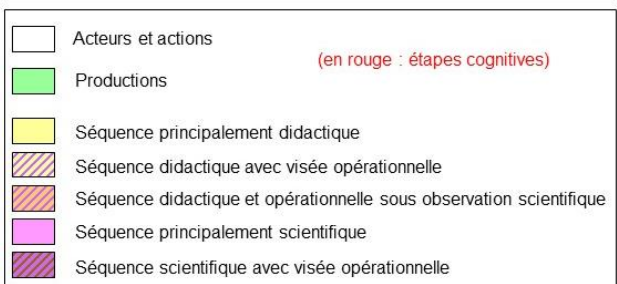 Acteurs et actions
(en rouge : étapes cognitives)
Productions
Séquence principalement didactique
Séquence didactique avec visée opérationnelle
Séquence didactique et opérationnelle sous observation scientifique
Séquence principalement scientifique
Séquence scientifique avec visée opérationnelle